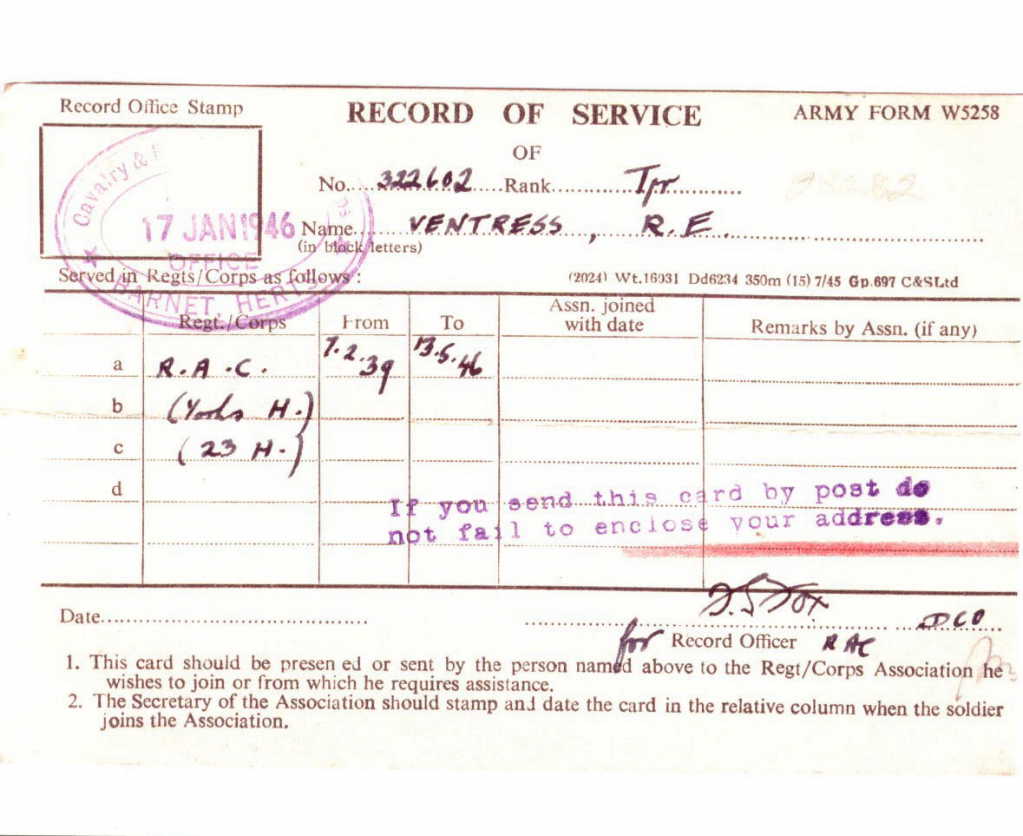 Record Office Stamp
RECORD OF SERVICE
ARMY FORM W5258
OF
No....322602.....Rank...........Tpr...........
Cavalry &
17 JAN 1946
OFFICE
BARNET, HERTS
Name.......VENTRESS, R.E.
(in block letters)
Served in Regts/Corps as follows :
(2024) Wt.16931 Dd6234 350m (15) 7/45 Gp.697 C&SLtd
Regt./Corps From To Assn. joined with date Remarks by Assn. (if any)
a R.A.C. 7.2.39 13.5.46
b (Yorks H.)
c (23 H.)
d
If you send this card by post do
not fail to enclose your address.
Date
for Record Officer RAC
1. This card should be presen ed or sent by the person named above to the Regt/Corps Association he
wishes to join or from which he requires assistance.
2. The Secretary of the Association should stamp and date the card in the relative column when the soldier
joins the Association.